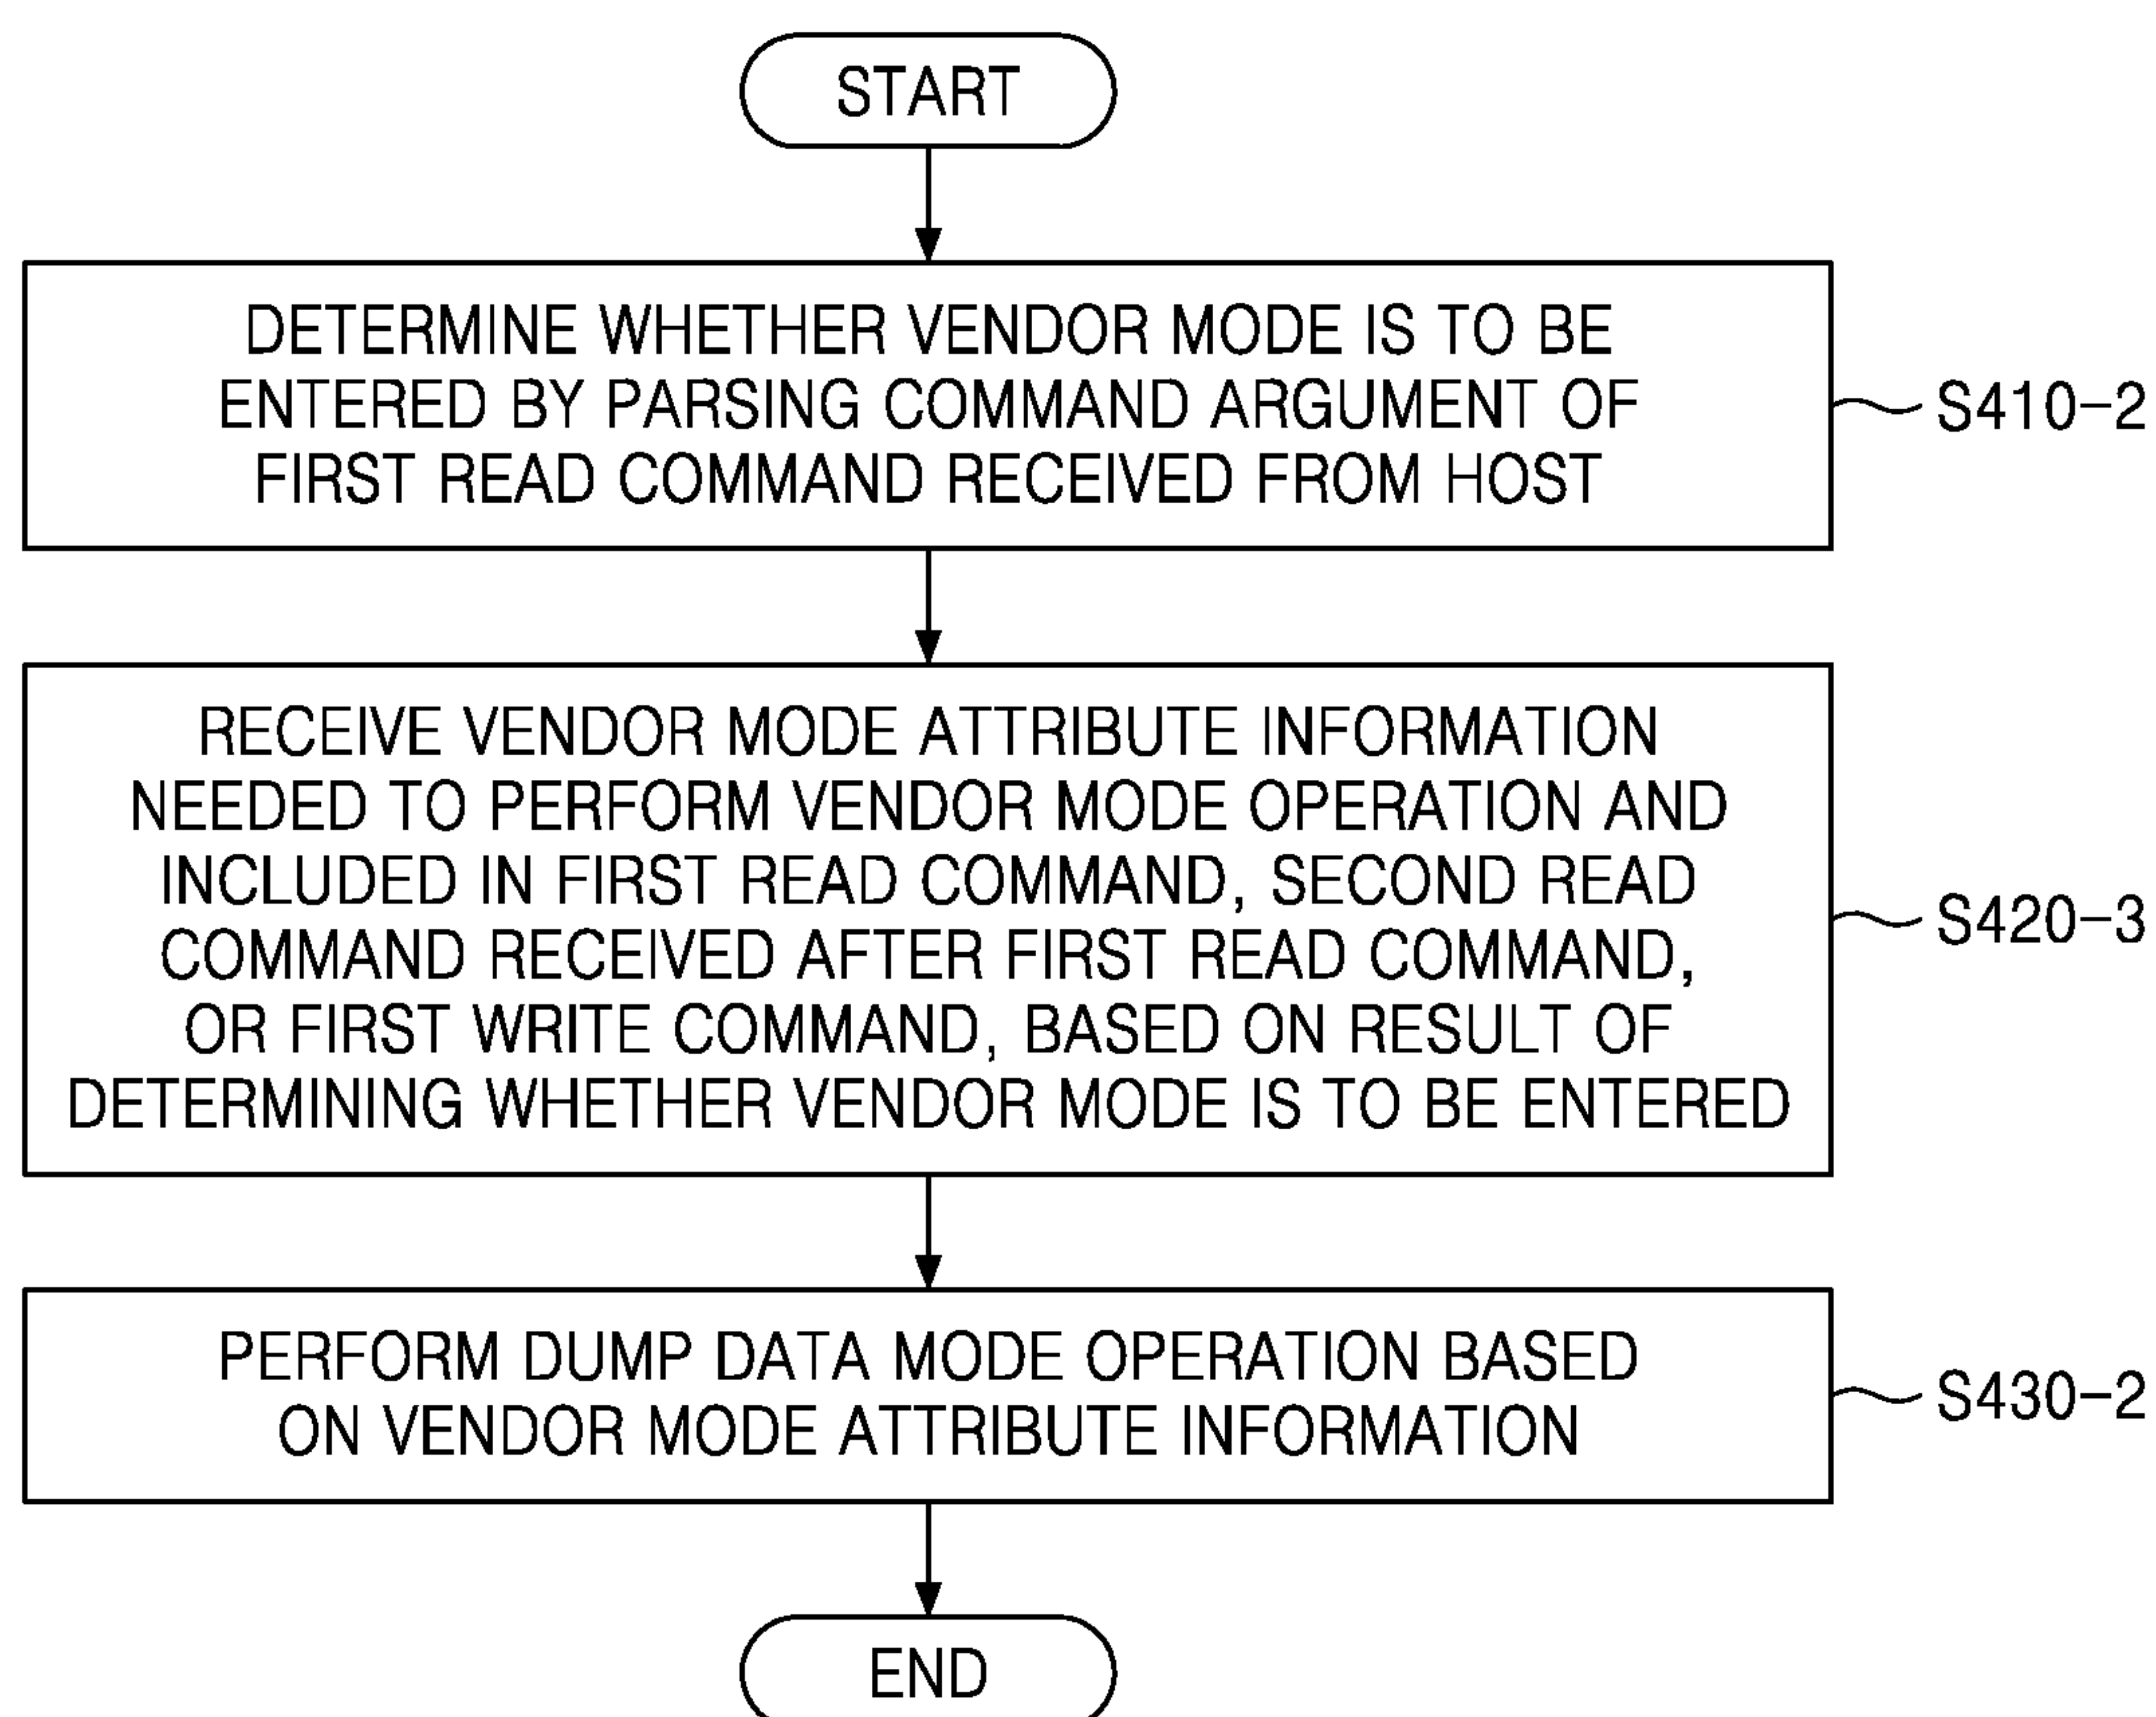 START
DETERMINE WHETHER VENDOR MODE IS TO BE
ENTERED BY PARSING COMMAND ARGUMENT OF
FIRST READ COMMAND RECEIVED FROM HOST
S410-2
RECEIVE VENDOR MODE ATTRIBUTE INFORMATION
NEEDED TO PERFORM VENDOR MODE OPERATION AND
INCLUDED IN FIRST READ COMMAND, SECOND READ
COMMAND RECEIVED AFTER FIRST READ COMMAND,
OR FIRST WRITE COMMAND, BASED ON RESULT OF
DETERMINING WHETHER VENDOR MODE IS TO BE ENTERED
S420-3
PERFORM DUMP DATA MODE OPERATION BASED
ON VENDOR MODE ATTRIBUTE INFORMATION
S430-2
END